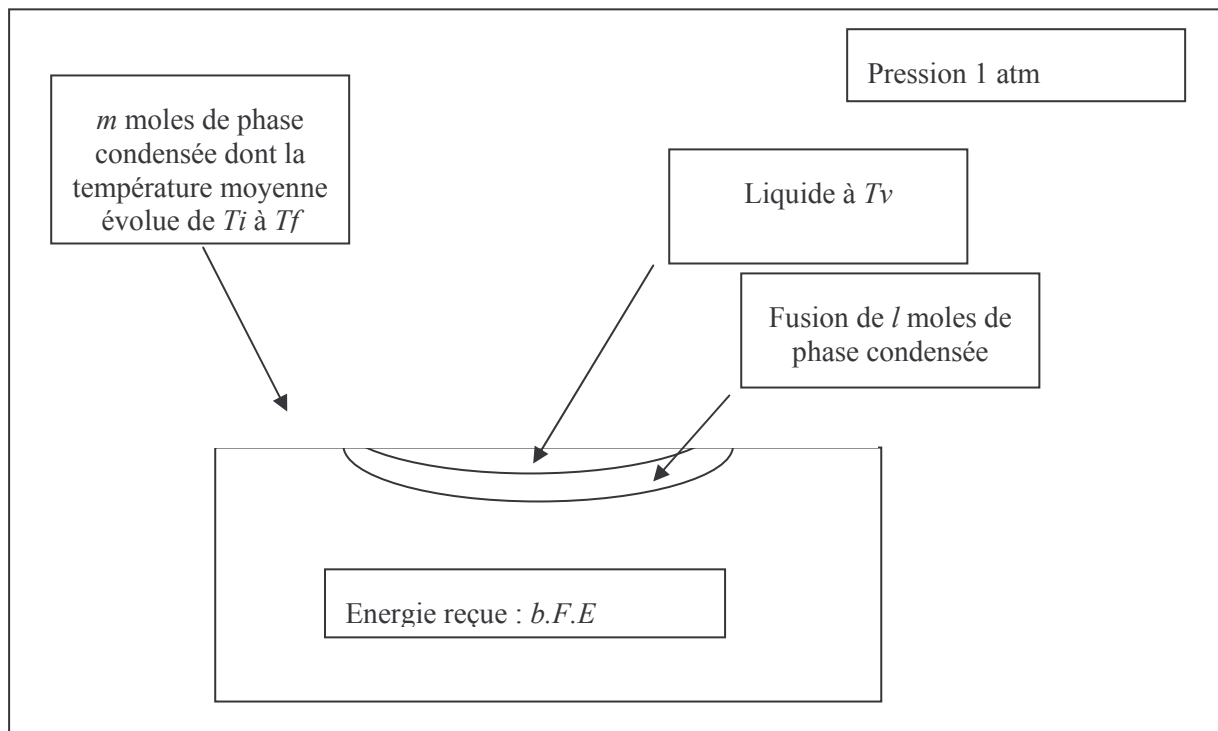 Pression 1 atm
m moles de phase
condensée dont la
température moyenne
évolue de Ti à Tf
Liquide à Tv
Fusion de l moles de
phase condensée
Energie reçue : b.F.E